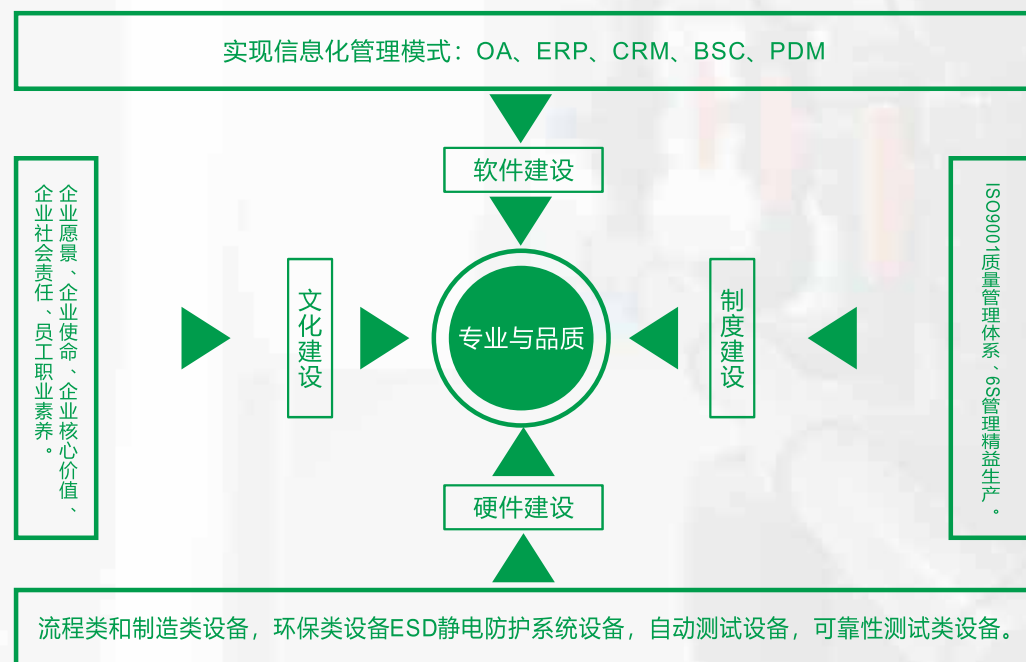 实现信息化管理模式：OA、ERP、CRM、BSC、PDM
软件建设
企业愿景、企业使命、企业核心价值、
企业社会责任、员工职业素养。
文化建设
专业与品质
制度建设
ISO9001质量管理体系、6S管理精益生产。
硬件建设
流程类和制造类设备，环保类设备ESD静电防护系统设备，自动测试设备，可靠性测试类设备。